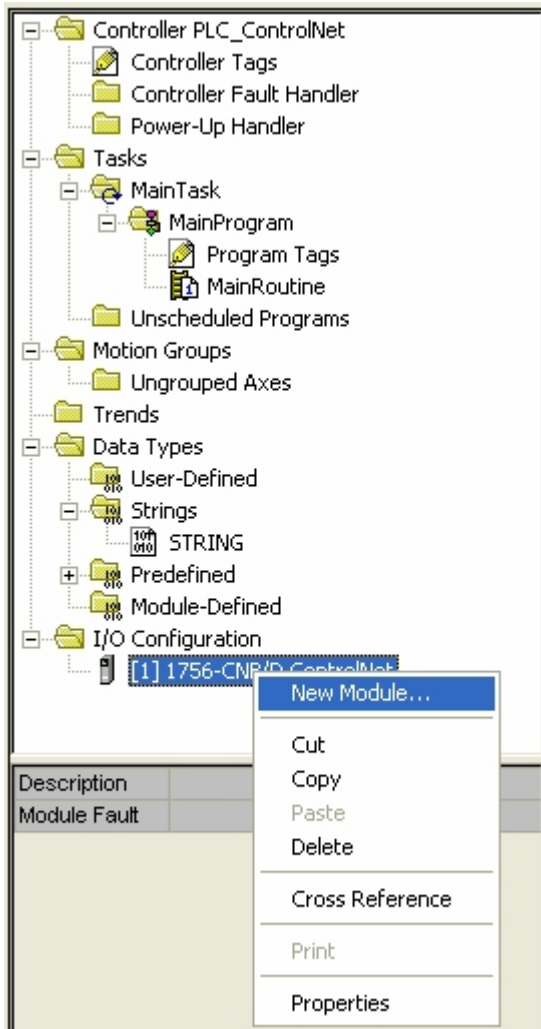 Controller PLC_ControlNet
Controller Tags
Controller Fault Handler
Power-Up Handler
Tasks
MainTask
MainProgram
Program Tags
MainRoutine
Unscheduled Programs
Motion Groups
Ungrouped Axes
Trends
Data Types
User-Defined
Strings
STRING
Predefined
Module-Defined
I/O Configuration
[1] 1756-CNB/D ControlNet
New Module...
Cut
Copy
Paste
Delete
Cross Reference
Print
Properties
Description
Module Fault